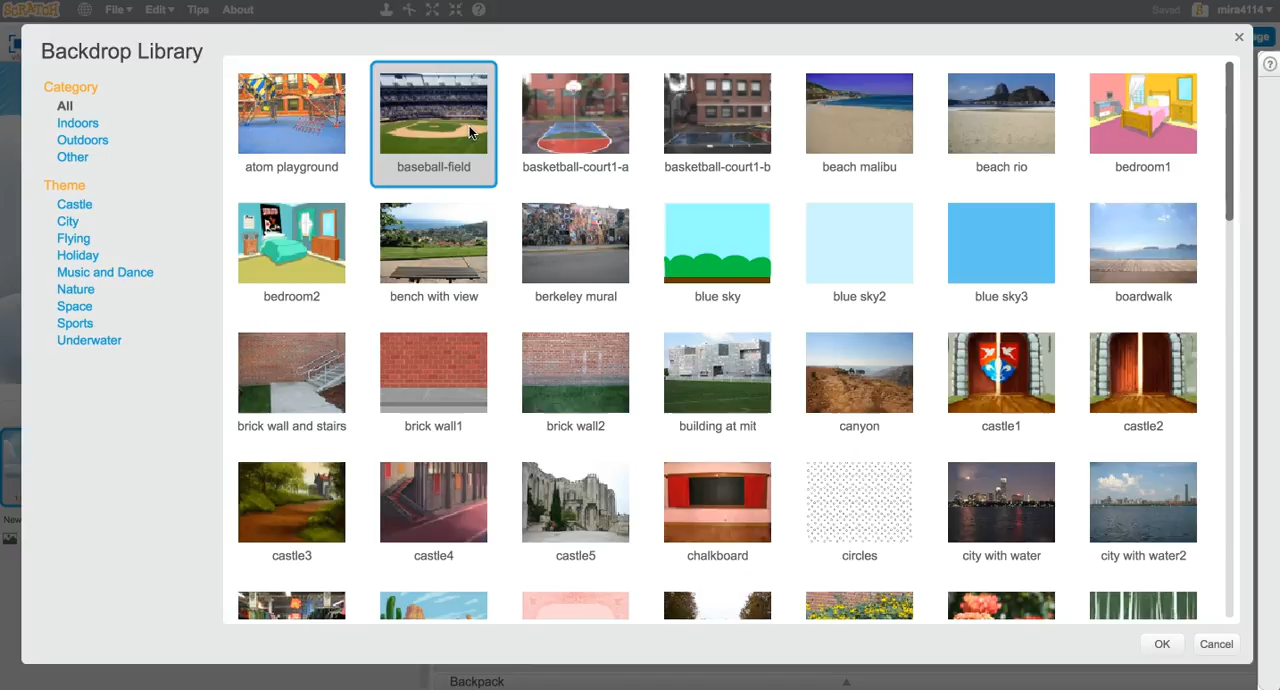 SCRATCH File Edit Tips About Saved mira4114
Backdrop Library
Category
All
Indoors
Outdoors
Other
Theme
Castle
City
Flying
Holiday
Music and Dance
Nature
Space
Sports
Underwater
atom playground baseball-field basketball-court1-a basketball-court1-b beach malibu beach rio bedroom1
bedroom2 bench with view berkeley mural blue sky blue sky2 blue sky3 boardwalk
brick wall and stairs brick wall1 brick wall2 building at mit canyon castle1 castle2
castle3 castle4 castle5 chalkboard circles city with water city with water2
OK Cancel
New
Backpack